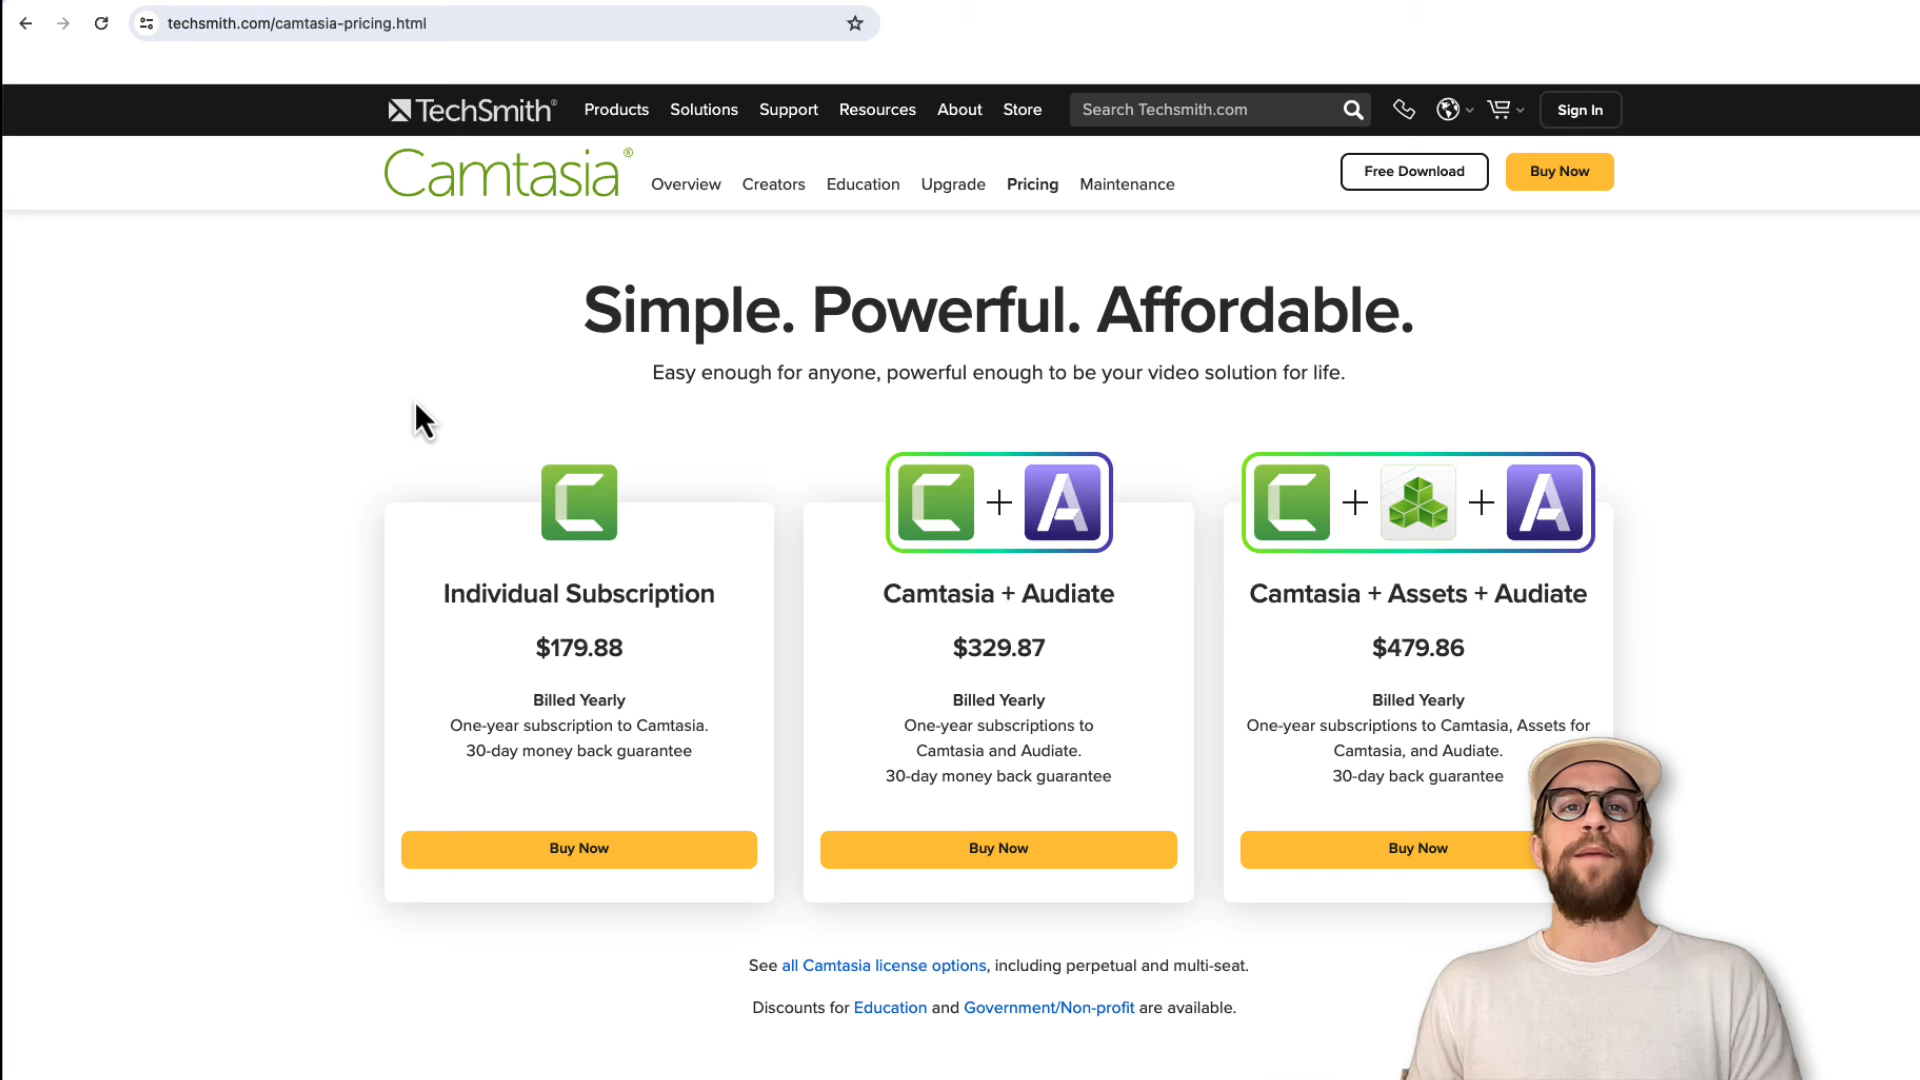 techsmith.com/camtasia-pricing.html
TechSmith® Products Solutions Support Resources About Store Search Techsmith.com Sign In
Camtasia® Overview Creators Education Upgrade Pricing Maintenance Free Download Buy Now
Simple. Powerful. Affordable.
Easy enough for anyone, powerful enough to be your video solution for life.
C
C + A
C + + A
Individual Subscription
$179.88
Billed Yearly
One-year subscription to Camtasia.
30-day money back guarantee
Buy Now
Camtasia + Audiate
$329.87
Billed Yearly
One-year subscriptions to
Camtasia and Audiate.
30-day money back guarantee
Buy Now
Camtasia + Assets + Audiate
$479.86
Billed Yearly
One-year subscriptions to Camtasia, Assets for
Camtasia, and Audiate.
30-day back guarantee
Buy Now
See all Camtasia license options, including perpetual and multi-seat.
Discounts for Education and Government/Non-profit are available.